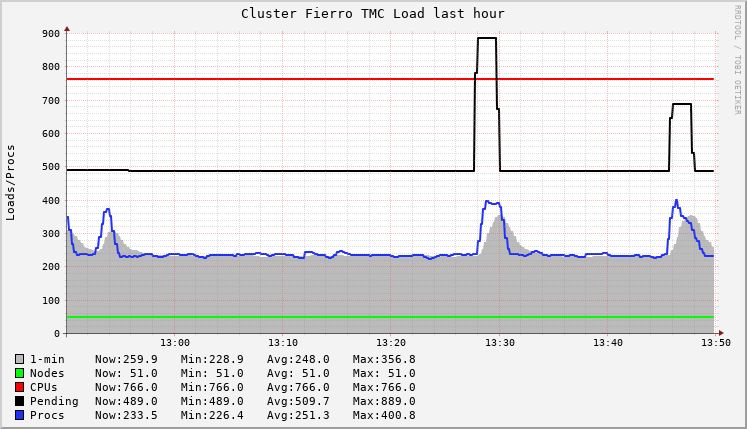 Cluster Fierro TMC Load last hour
RRDTOOL / TOBI OETIKER
Loads/Procs
900
800
700
600
500
400
300
200
100
0
13:00 13:10 13:20 13:30 13:40 13:50
1-min Now:259.9 Min:228.9 Avg:248.0 Max:356.8
Nodes Now: 51.0 Min: 51.0 Avg: 51.0 Max: 51.0
CPUs Now:766.0 Min:766.0 Avg:766.0 Max:766.0
Pending Now:489.0 Min:489.0 Avg:509.7 Max:889.0
Procs Now:233.5 Min:226.4 Avg:251.3 Max:400.8